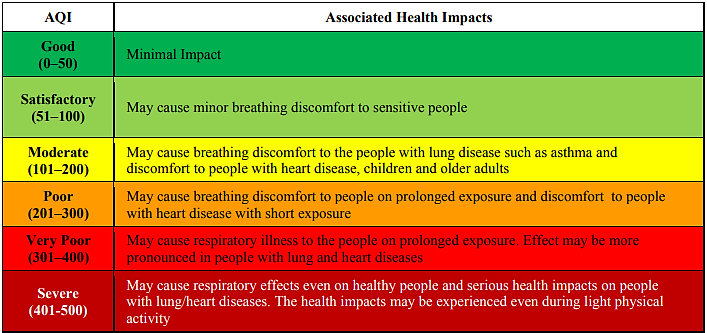 AQI Associated Health Impacts
Good
(0–50)
Minimal Impact
Satisfactory
(51–100)
May cause minor breathing discomfort to sensitive people
Moderate
(101–200)
May cause breathing discomfort to the people with lung disease such as asthma and
discomfort to people with heart disease, children and older adults
Poor
(201–300)
May cause breathing discomfort to people on prolonged exposure and discomfort to people
with heart disease with short exposure
Very Poor
(301–400)
May cause respiratory illness to the people on prolonged exposure. Effect may be more
pronounced in people with lung and heart diseases
Severe
(401-500)
May cause respiratory effects even on healthy people and serious health impacts on people
with lung/heart diseases. The health impacts may be experienced even during light physical
activity